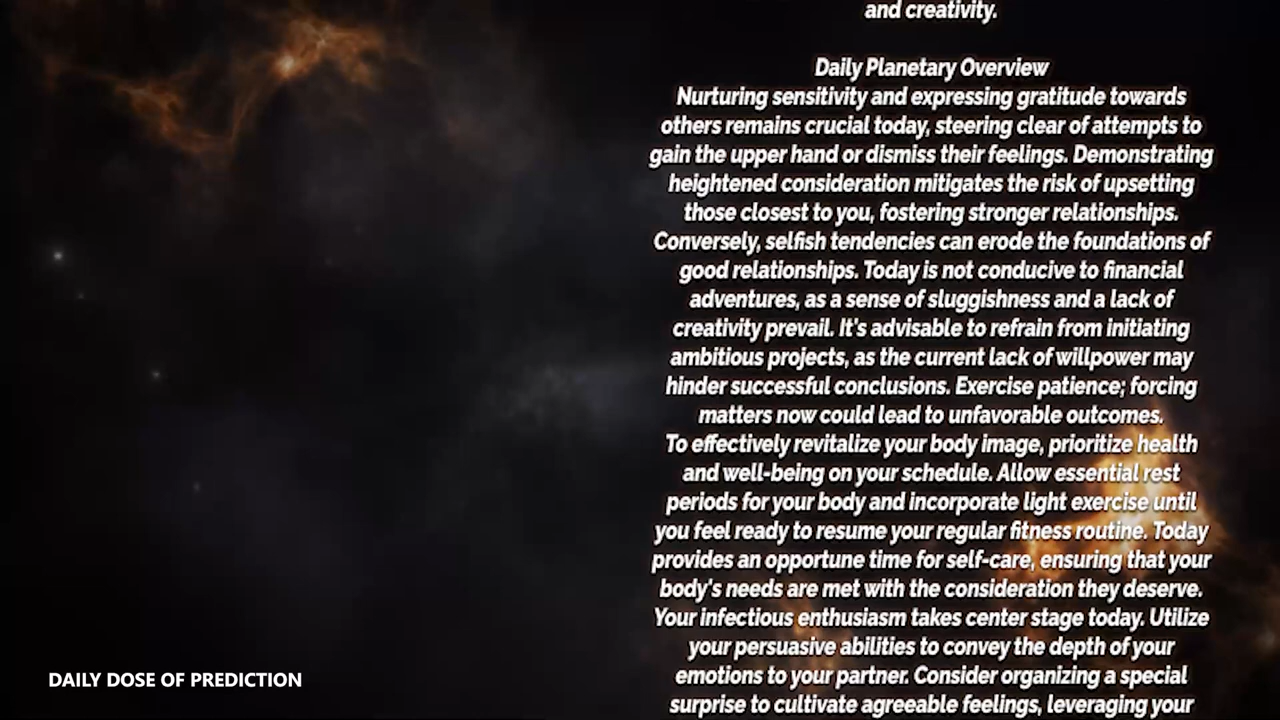 and creativity.
Daily Planetary Overview
Nurturing sensitivity and expressing gratitude towards
others remains crucial today, steering clear of attempts to
gain the upper hand or dismiss their feelings. Demonstrating
heightened consideration mitigates the risk of upsetting
those closest to you, fostering stronger relationships.
Conversely, selfish tendencies can erode the foundations of
good relationships. Today is not conducive to financial
adventures, as a sense of sluggishness and a lack of
creativity prevail. It's advisable to refrain from initiating
ambitious projects, as the current lack of willpower may
hinder successful conclusions. Exercise patience; forcing
matters now could lead to unfavorable outcomes.
To effectively revitalize your body image, prioritize health
and well-being on your schedule. Allow essential rest
periods for your body and incorporate light exercise until
you feel ready to resume your regular fitness routine. Today
provides an opportune time for self-care, ensuring that your
body's needs are met with the consideration they deserve.
Your infectious enthusiasm takes center stage today. Utilize
your persuasive abilities to convey the depth of your
emotions to your partner. Consider organizing a special
surprise to cultivate agreeable feelings, leveraging your
DAILY DOSE OF PREDICTION